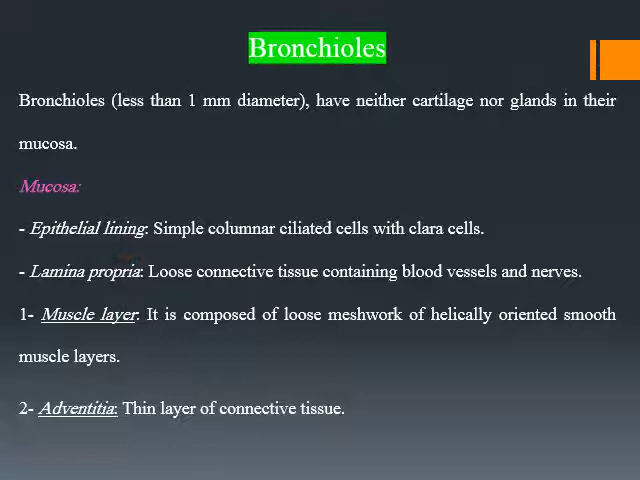 Bronchioles
Bronchioles (less than 1 mm diameter), have neither cartilage nor glands in their
mucosa.
Mucosa:
- Epithelial lining: Simple columnar ciliated cells with clara cells.
- Lamina propria: Loose connective tissue containing blood vessels and nerves.
1- Muscle layer: It is composed of loose meshwork of helically oriented smooth
muscle layers.
2- Adventitia: Thin layer of connective tissue.